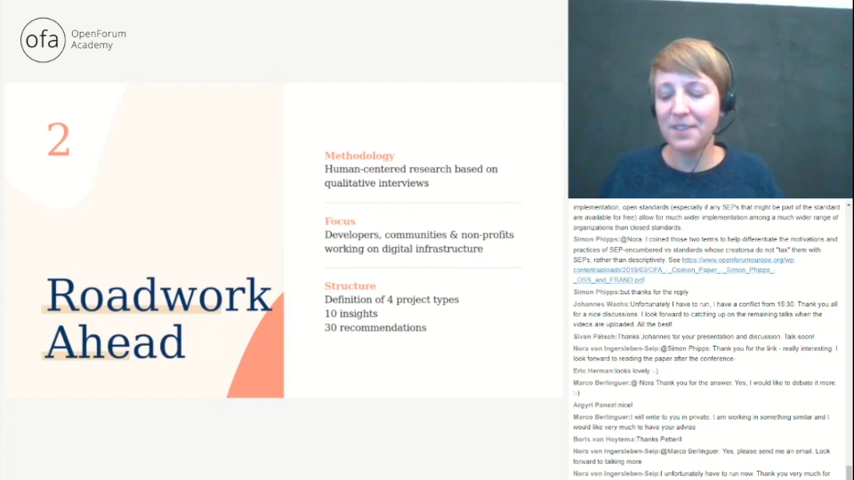 ofa
OpenForum
Academy
2
Roadwork
Ahead
Methodology
Human-centered research based on
qualitative interviews
Focus
Developers, communities & non-profits
working on digital infrastructure
Structure
Definition of 4 project types
10 insights
30 recommendations
implementation, open standards (especially if any SEPs that might be part of the standard
are available for free) allow for much wider implementation among a much wider range of
organizations than closed standards.
Simon Phipps:@Nora. I coined those two terms to help differentiate the motivations and
practices of SEP-encumbered vs standards whose creatorsa do not "tax" them with
SEPs, rather than descriptively. See https://www.openforumeurope.org/wp-
content/uploads/2019/03/OFA_-_Opinion_Paper_-_Simon_Phipps_-
_OSS_and_FRAND.pdf
Simon Phipps:but thanks for the reply
Johannes Wachs:Unfortunately I have to run, I have a conflict from 15:30. Thank you all
for a nice discussions. I look forward to catching up on the remaining talks when the
videos are uploaded. All the best!
Sivan Pätsch:Thanks Johannes for your presentation and discussion. Talk soon!
Nora von Ingersleben-Seip:@Simon Phipps: Thank you for the link - really interesting. I
look forward to reading the paper after the conference·
Eric Herman:looks lovely :-)
Marco Berlinguer:@ Nora Thank you for the answer. Yes, I would like to debate it more.
:-)
Argyri Panezi:nice!
Marco Berlinguer:I will write to you in private. I am working in something similar and I
would like very much to have your advise
Boris van Hoytema:Thanks Petteri!
Nora von Ingersleben-Seip:@Marco Berlinguer: Yes, please send me an email. Look
forward to talking more.
Nora von Ingersleben-Seip:I unfortunately have to run now. Thank you very much for